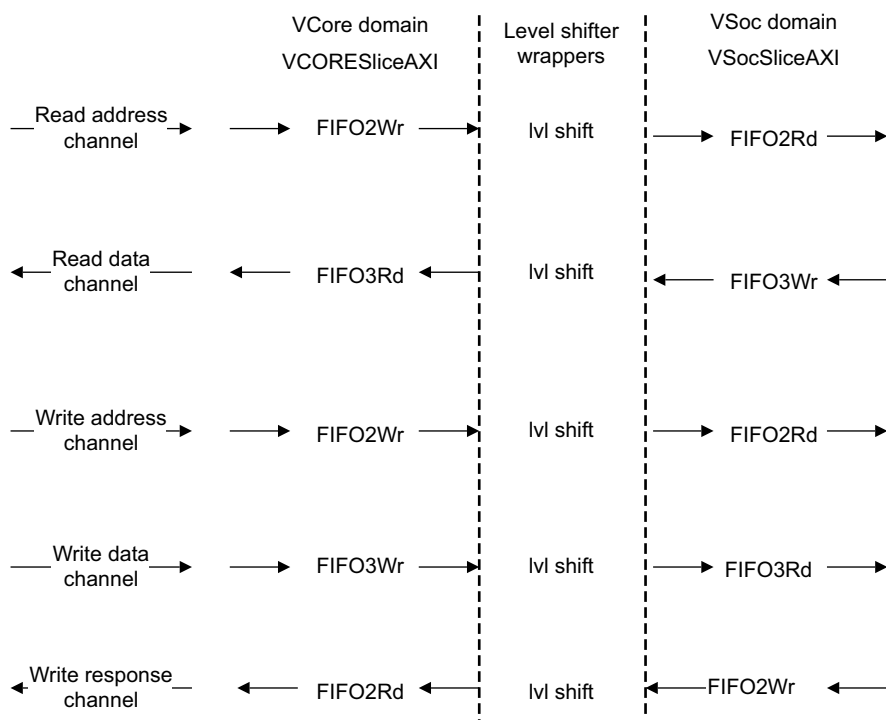 VCore domain
VCORESliceAXI
Level shifter
wrappers
VSoc domain
VSocSliceAXI
Read address
channel
FIFO2Wr
lvl shift
FIFO2Rd
Read data
channel
FIFO3Rd
lvl shift
FIFO3Wr
Write address
channel
FIFO2Wr
lvl shift
FIFO2Rd
Write data
channel
FIFO3Wr
lvl shift
FIFO3Rd
Write response
channel
FIFO2Rd
lvl shift
FIFO2Wr